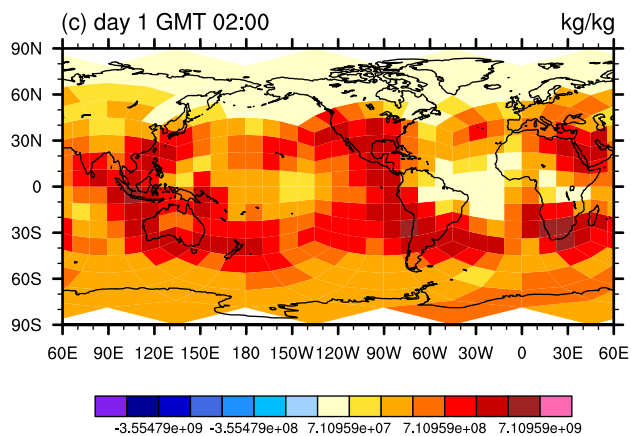 (c) day 1 GMT 02:00 kg/kg
90N
60N
30N
0
30S
60S
90S
60E 90E 120E 150E 180 150W 120W 90W 60W 30W 0 30E 60E
-3.55479e+09 -3.55479e+08 7.10959e+07 7.10959e+08 7.10959e+09